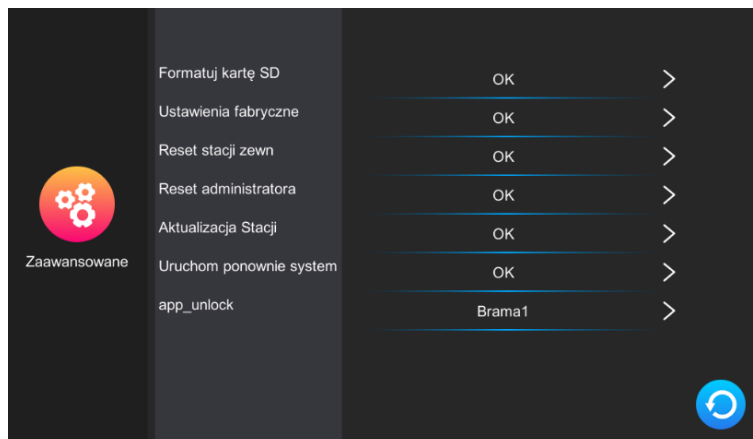 Formatuj kartę SD OK
Ustawienia fabryczne OK
Reset stacji zewn OK
Reset administratora OK
Aktualizacja Stacji OK
Zaawansowane
Uruchom ponownie system OK
app_unlock Brama1